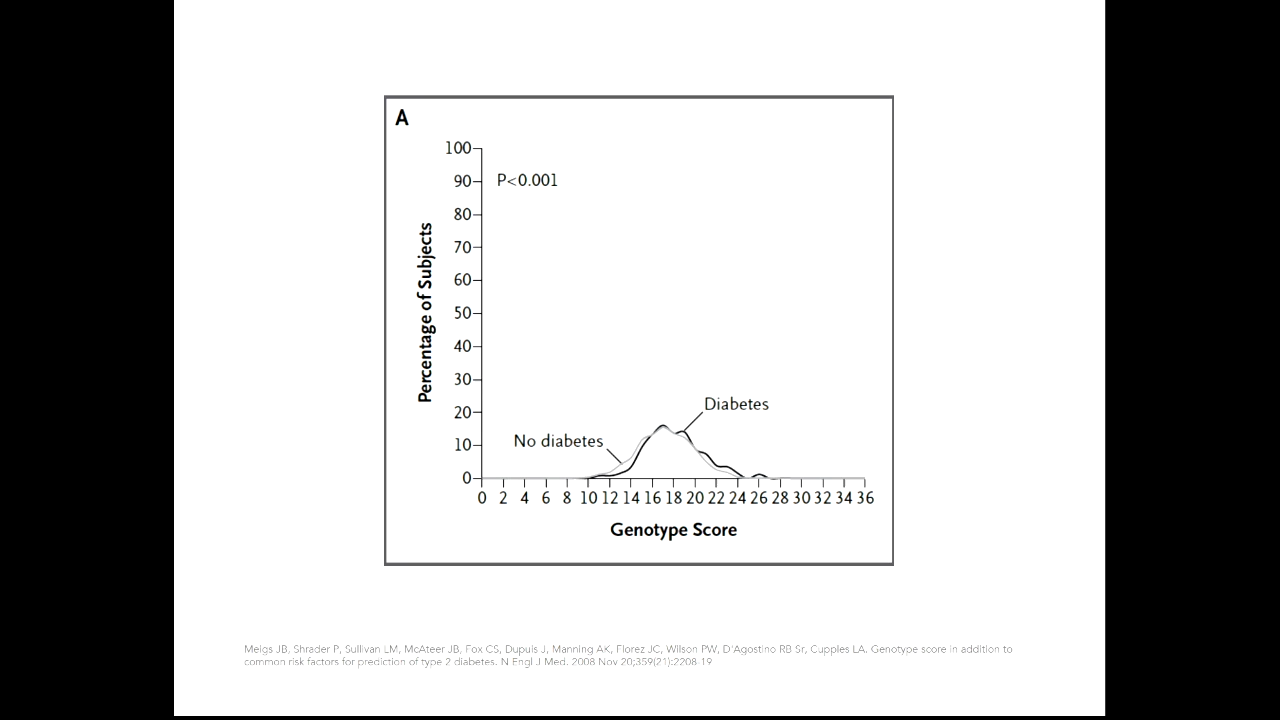 A
100
90
P<0.001
80
70
60
50
40
30
20
10
0
Percentage of Subjects
Diabetes
No diabetes
0 2 4 6 8 10 12 14 16 18 20 22 24 26 28 30 32 34 36
Genotype Score
Meigs JB, Shrader P, Sullivan LM, McAteer JB, Fox CS, Dupuis J, Manning AK, Florez JC, Wilson PW, D'Agostino RB Sr, Cupples LA. Genotype score in addition to
common risk factors for prediction of type 2 diabetes. N Engl J Med. 2008 Nov 20;359(21):2208-19